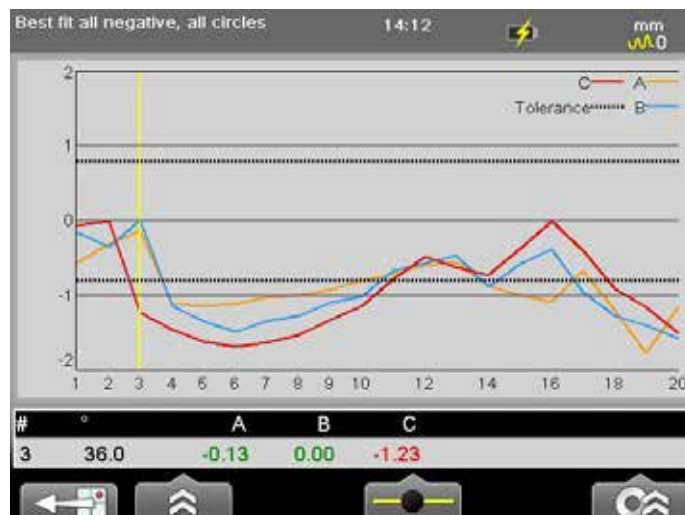 Best fit all negative, all circles 14:12 mm
0
2
C A
Tolerance B
1
0
-1
-2
1 2 3 4 5 6 7 8 9 10 12 14 16 18 20
# ° A B C
3 36.0 -0.13 0.00 -1.23